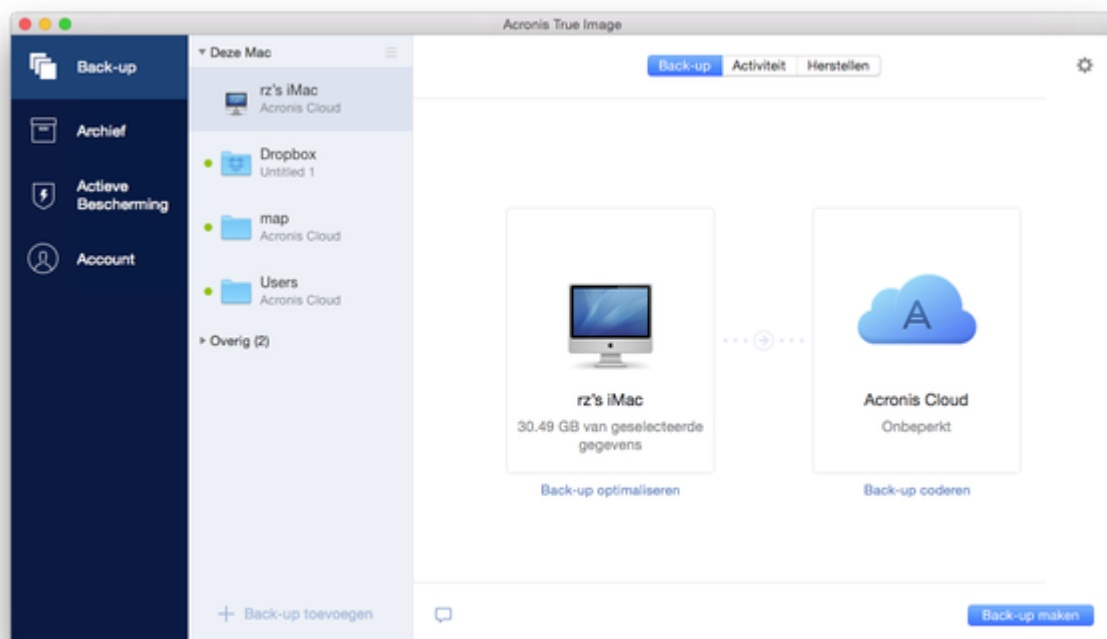 Acronis True Image
Back-up
Archief
Actieve
Bescherming
Account
Deze Mac
rz's iMac
Acronis Cloud
Dropbox
Untitled 1
map
Acronis Cloud
Users
Acronis Cloud
Overig (2)
Back-up toevoegen
Back-up Activiteit Herstellen
rz's iMac
30.49 GB van geselecteerde
gegevens
Back-up optimaliseren
Acronis Cloud
Onbeperkt
Back-up coderen
Back-up maken